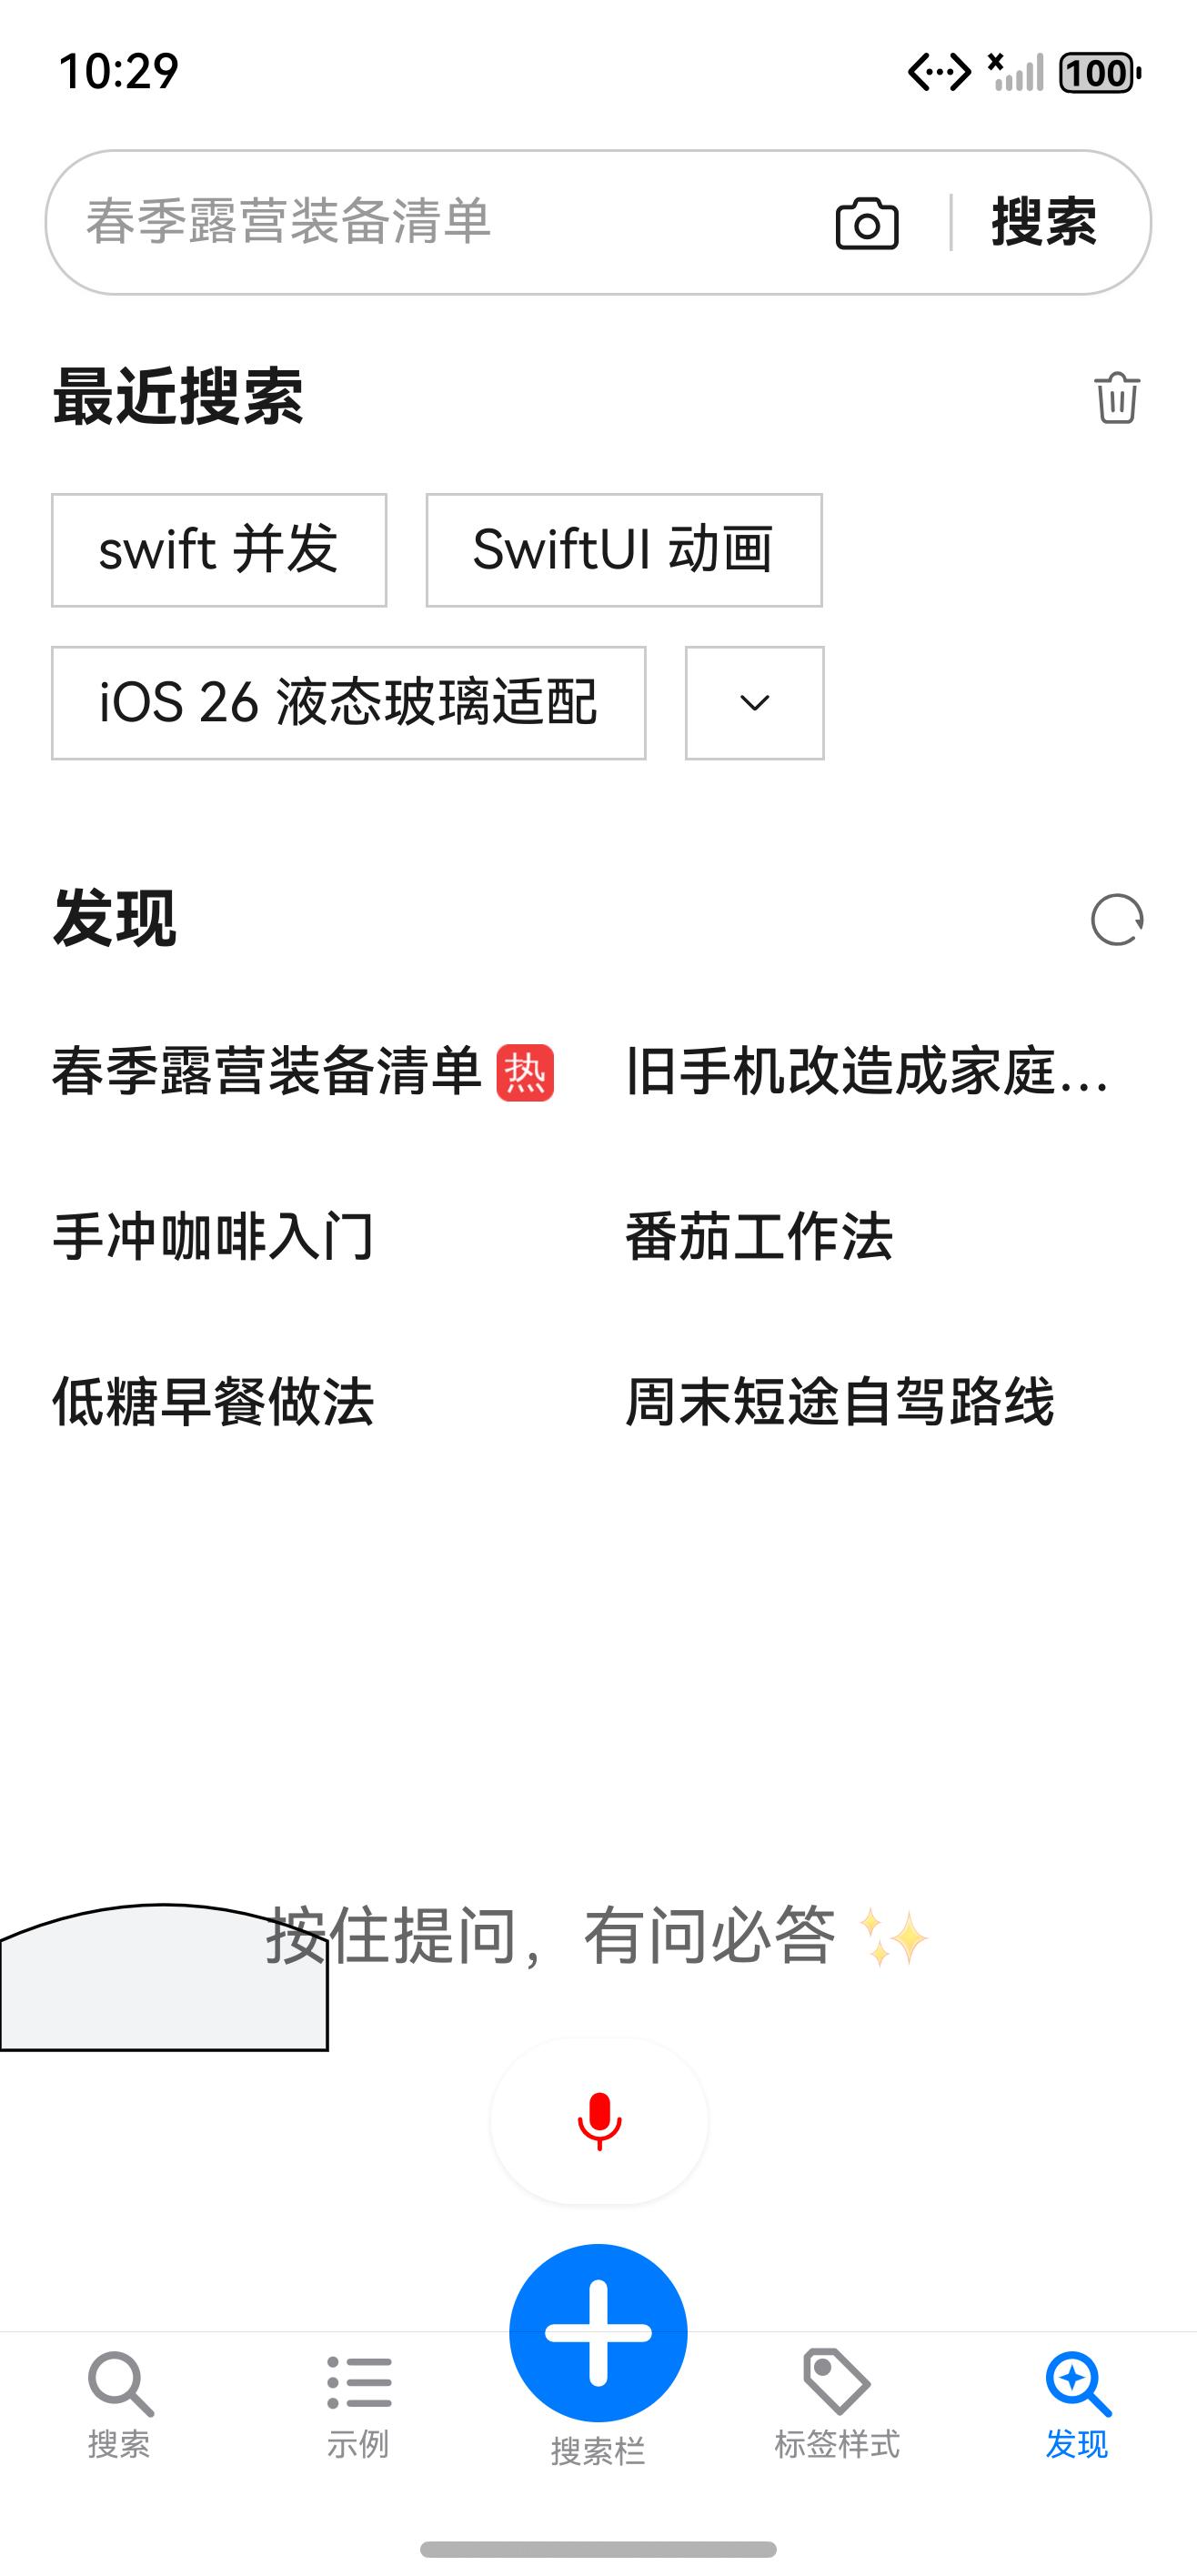 10:29
100
春季露营装备清单
搜索
最近搜索
swift 并发
SwiftUI 动画
iOS 26 液态玻璃适配
发现
春季露营装备清单 热
旧手机改造成家庭...
手冲咖啡入门
番茄工作法
低糖早餐做法
周末短途自驾路线
按住提问，有问必答 ✨
搜索
示例
搜索栏
标签样式
发现